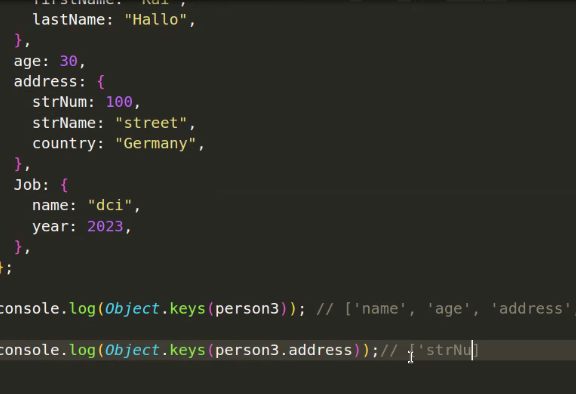 firstName: "Kai",
lastName: "Hallo",
},
age: 30,
address: {
strNum: 100,
strName: "street",
country: "Germany",
},
Job: {
name: "dci",
year: 2023,
},
};
console.log(Object.keys(person3)); // ['name', 'age', 'address',
console.log(Object.keys(person3.address));// ['strNu]